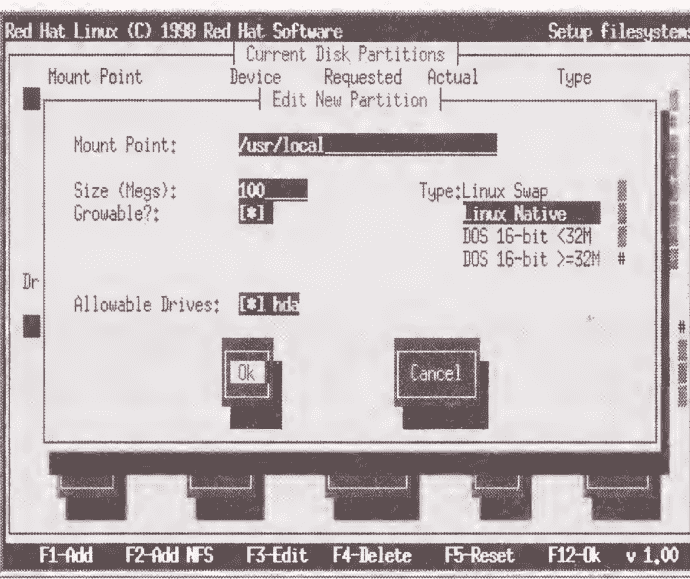 Red Hat Linux (C) 1998 Red Hat Software Setup filesystems
Current Disk Partitions
Mount Point Device Requested Actual Type
Edit New Partition
Mount Point: /usr/local
Size (Megs): 100 Type:Linux Swap
Growable?: [*] Linux Native
DOS 16-bit <32M
DOS 16-bit >=32M #
Dr
Allowable Drives: [*] hda
#
Ok Cancel
F1-Add F2-Add NFS F3-Edit F4-Delete F5-Reset F12-Ok v 1.00